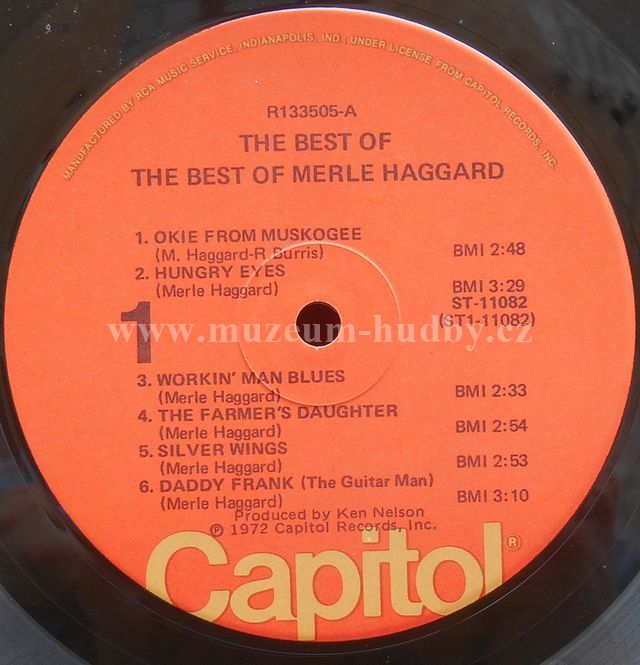 MANUFACTURED BY RCA MUSIC SERVICE, INDIANAPOLIS, IND.; UNDER LICENSE FROM CAPITOL RECORDS, INC.
R133505-A
THE BEST OF
THE BEST OF MERLE HAGGARD
1. OKIE FROM MUSKOGEE
(M. Haggard-R. Burris) BMI 2:48
2. HUNGRY EYES
(Merle Haggard) BMI 3:29
ST-11082
(ST1-11082)
1
www.muzeum-hudby.cz
3. WORKIN' MAN BLUES
(Merle Haggard) BMI 2:33
4. THE FARMER'S DAUGHTER
(Merle Haggard) BMI 2:54
5. SILVER WINGS
(Merle Haggard) BMI 2:53
6. DADDY FRANK (The Guitar Man)
(Merle Haggard) BMI 3:10
Produced by Ken Nelson
℗ 1972 Capitol Records, Inc.
Capitol®